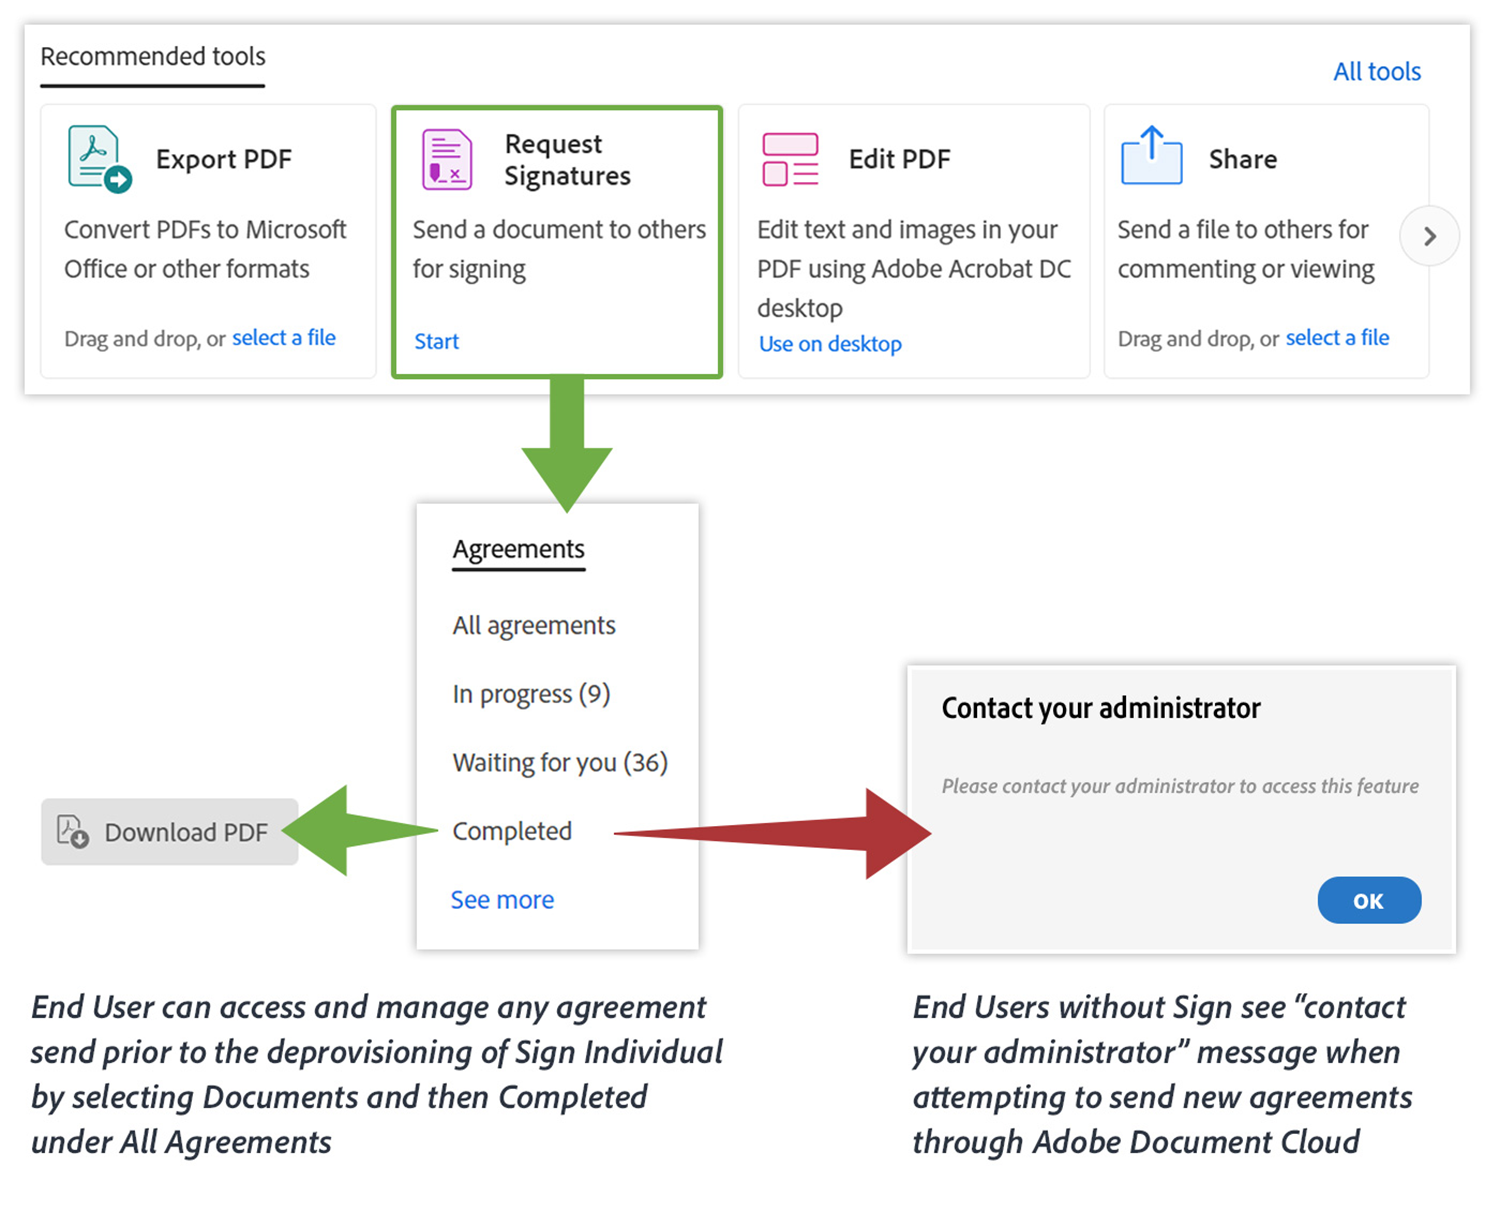 Recommended tools
All tools
Export PDF
Convert PDFs to Microsoft
Office or other formats
Drag and drop, or select a file
Request
Signatures
Send a document to others
for signing
Start
Edit PDF
Edit text and images in your
PDF using Adobe Acrobat DC
desktop
Use on desktop
Share
Send a file to others for
commenting or viewing
Drag and drop, or select a file
Agreements
All agreements
In progress (9)
Waiting for you (36)
Completed
See more
Download PDF
Contact your administrator
Please contact your administrator to access this feature
OK
End User can access and manage any agreement
send prior to the deprovisioning of Sign Individual
by selecting Documents and then Completed
under All Agreements
End Users without Sign see “contact
your administrator” message when
attempting to send new agreements
through Adobe Document Cloud